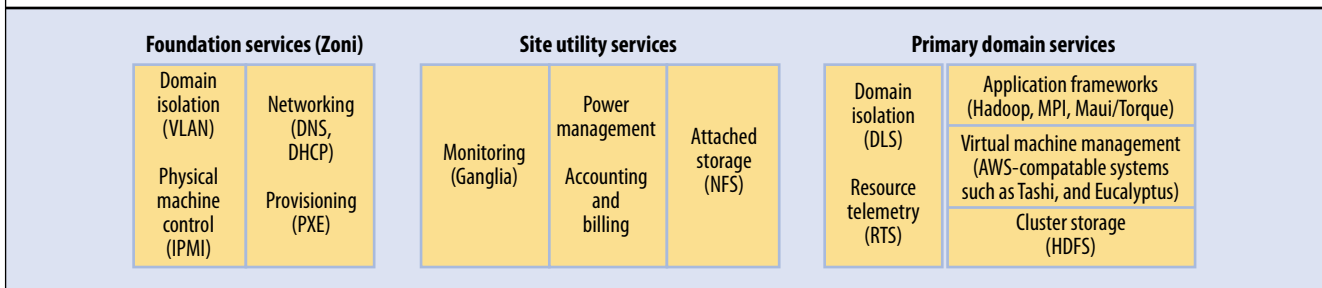 Foundation services (Zoni)
Domain
isolation
(VLAN)
Physical
machine
control
(IPMI)
Networking
(DNS,
DHCP)
Provisioning
(PXE)
Site utility services
Monitoring
(Ganglia)
Power
management
Accounting
and
billing
Attached
storage
(NFS)
Primary domain services
Domain
isolation
(DLS)
Resource
telemetry
(RTS)
Application frameworks
(Hadoop, MPI, Maui/Torque)
Virtual machine management
(AWS-compatable systems
such as Tashi, and Eucalyptus)
Cluster storage
(HDFS)